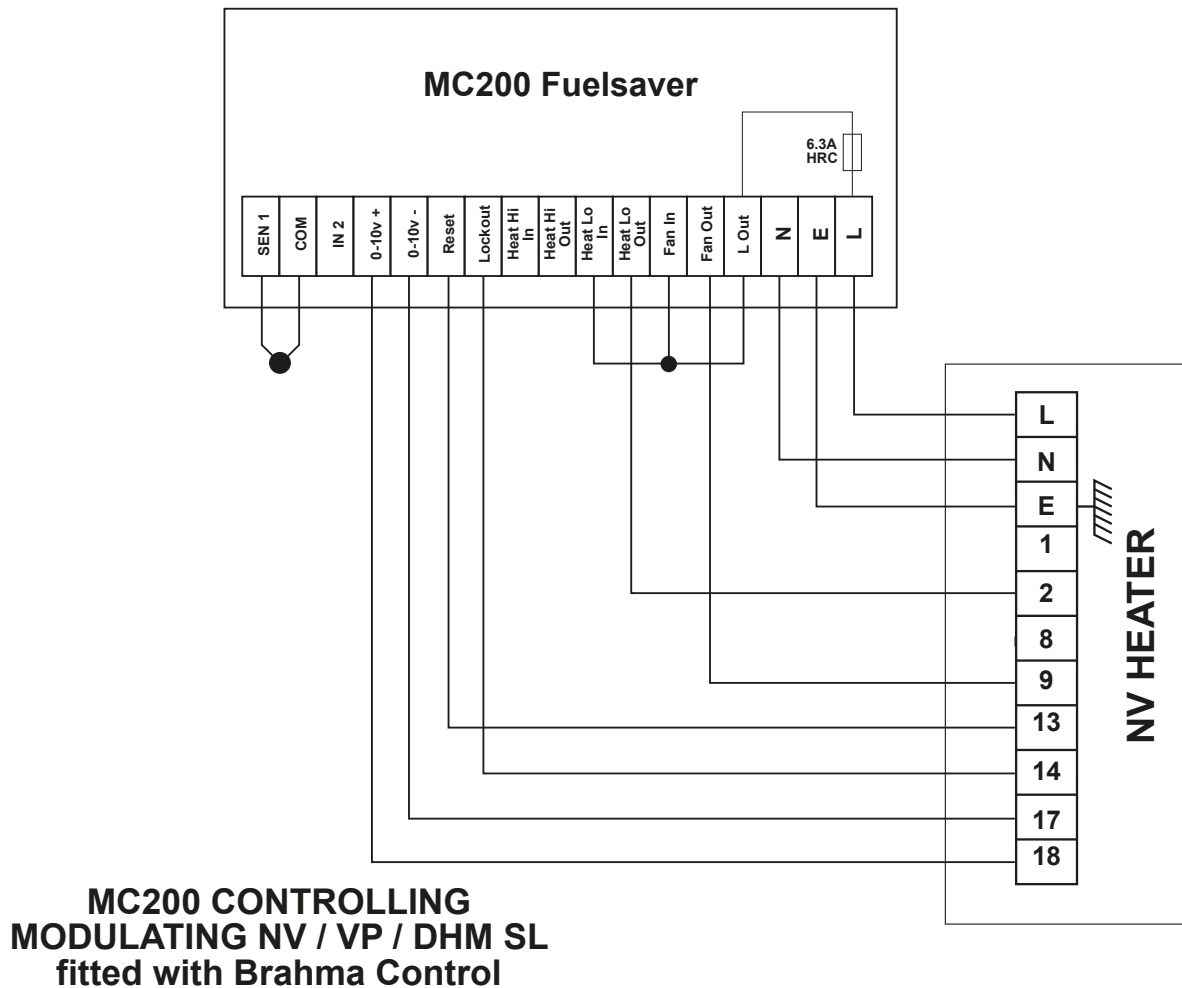 MC200 Fuelsaver
6.3A
HRC
SEN 1
COM
IN 2
0-10v +
0-10v -
Reset
Lockout
Heat Hi
In
Heat Hi
Out
Heat Lo
In
Heat Lo
Out
Fan In
Fan Out
L Out
N
E
L
L
N
E
1
2
8
9
13
14
17
18
NV HEATER
MC200 CONTROLLING
MODULATING NV / VP / DHM SL
fitted with Brahma Control